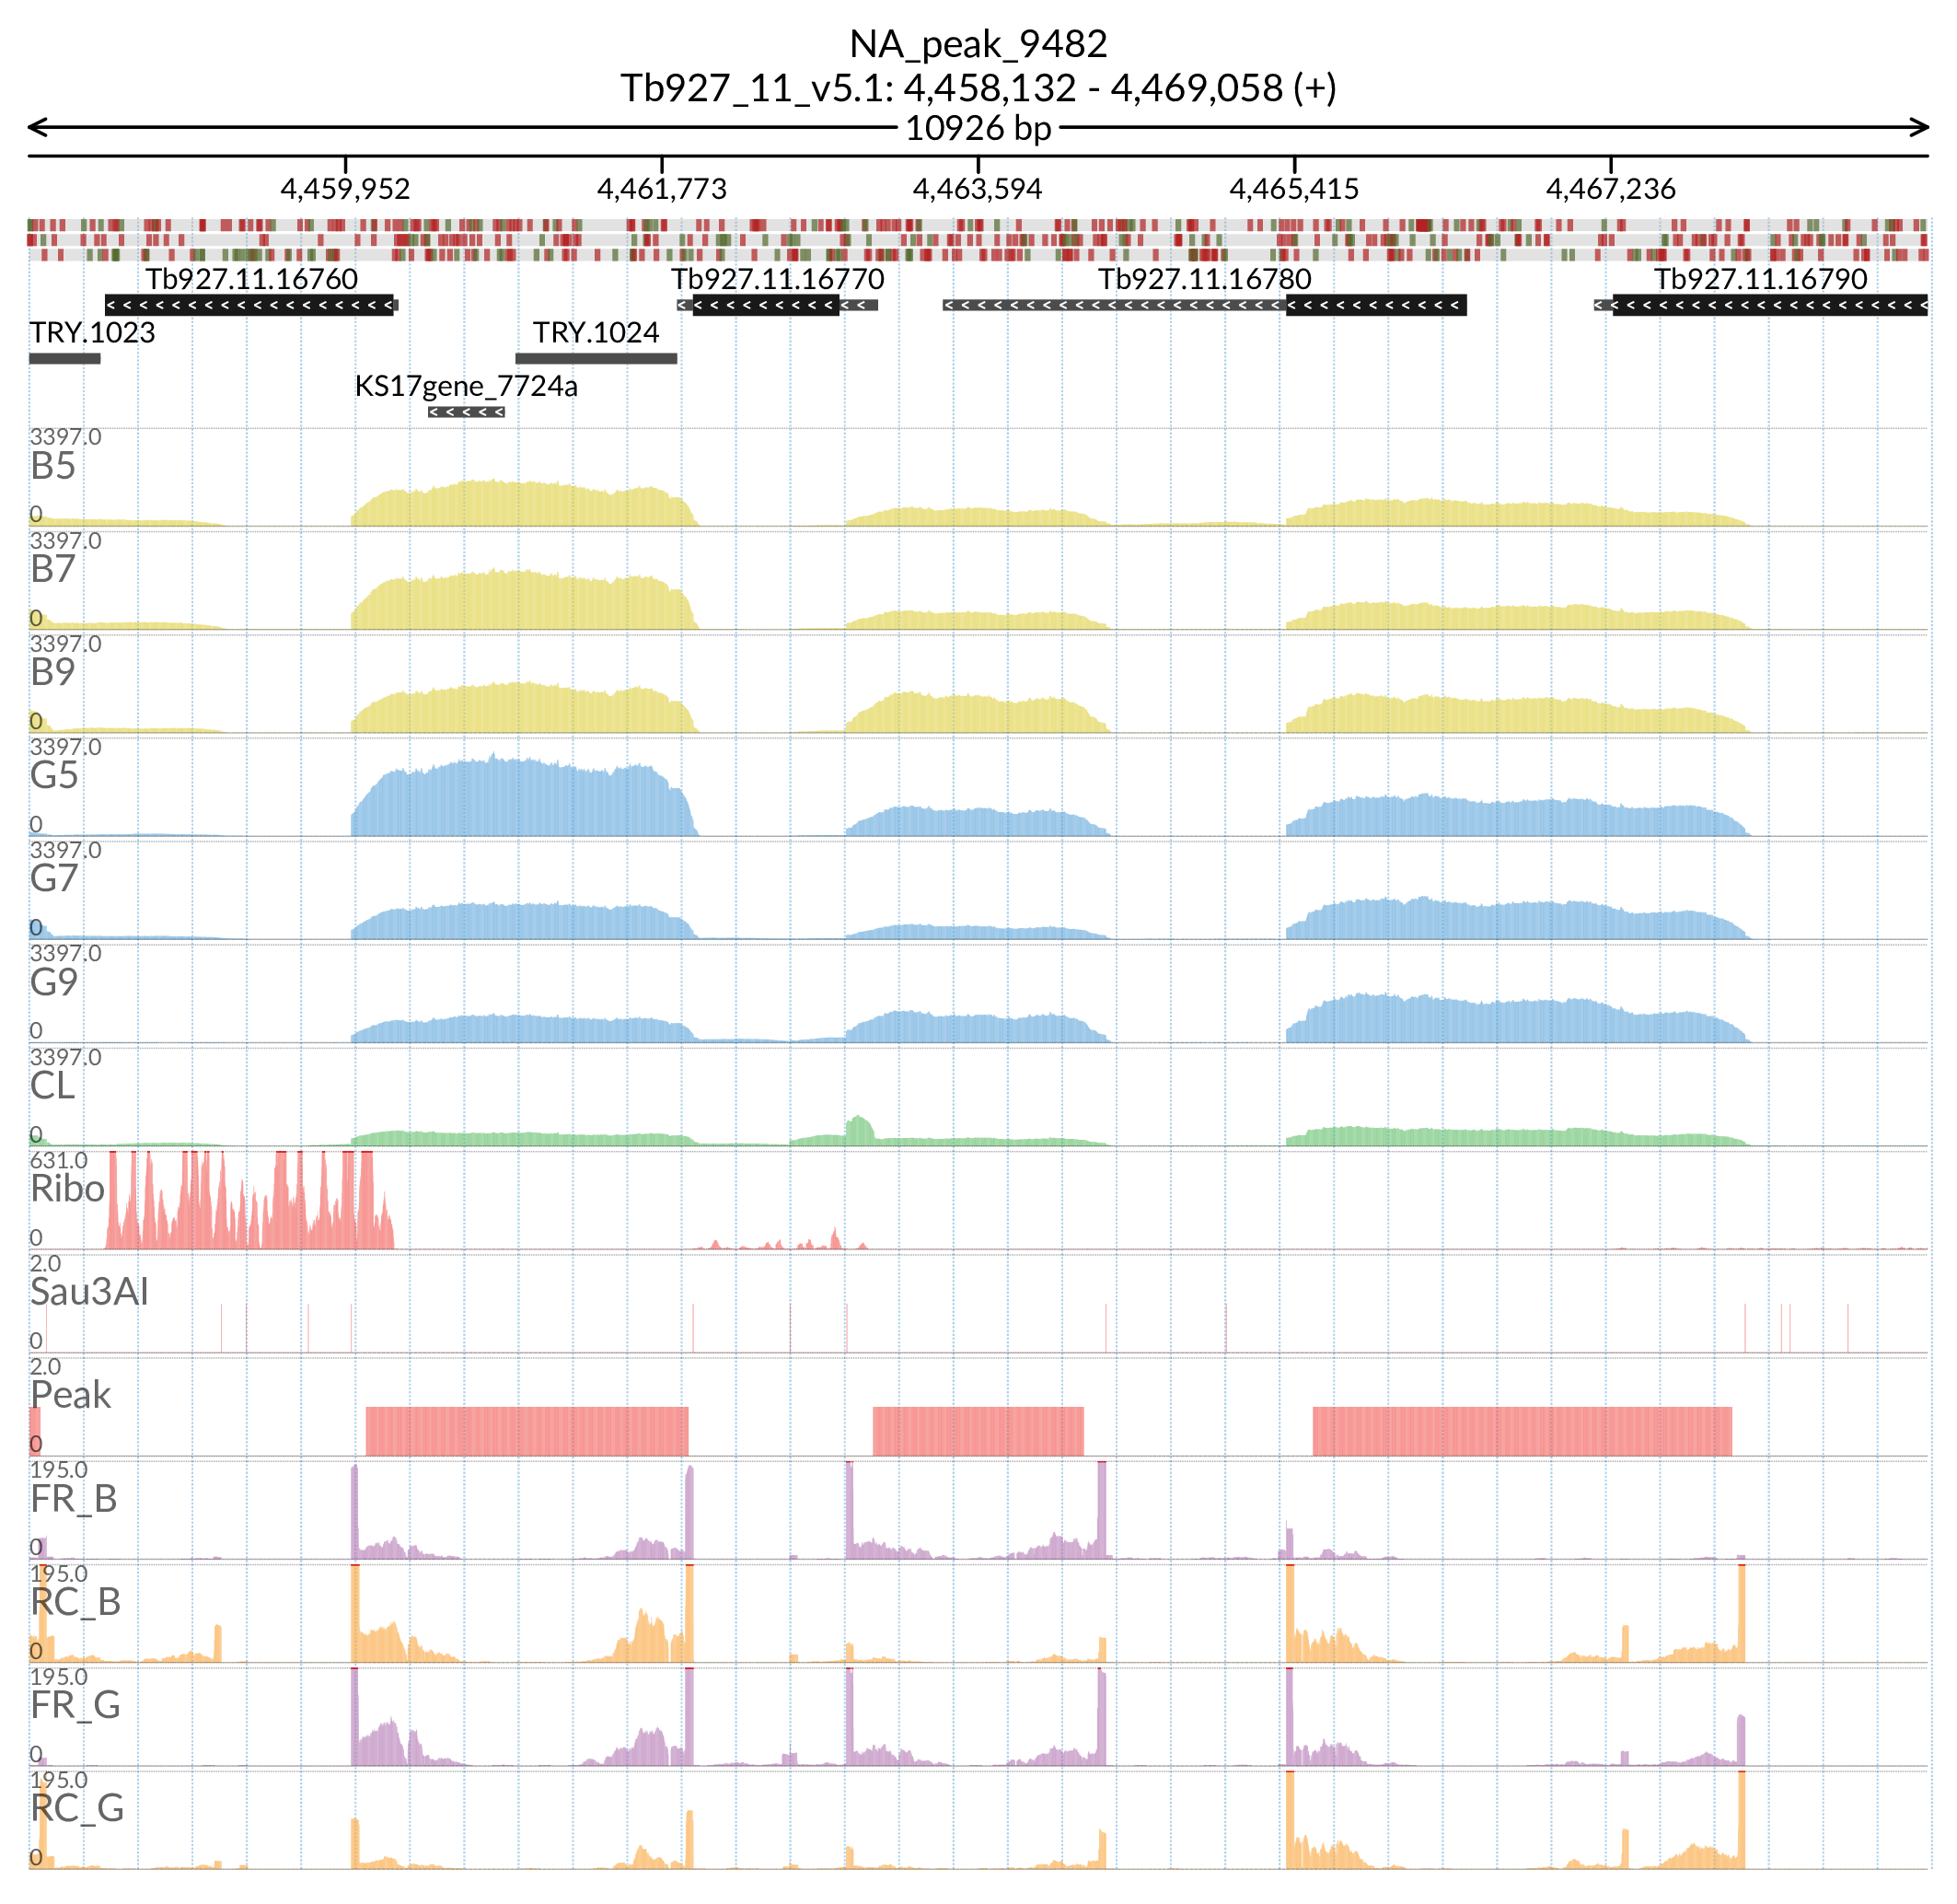 NA_peak_9482
Tb927_11_v5.1: 4,458,132 - 4,469,058 (+)
10926 bp
4,459,952 4,461,773 4,463,594 4,465,415 4,467,236
Tb927.11.16760 Tb927.11.16770 Tb927.11.16780 Tb927.11.16790
TRY.1023 TRY.1024
KS17gene_7724a
3397.0
B5
0
3397.0
B7
0
3397.0
B9
0
3397.0
G5
0
3397.0
G7
0
3397.0
G9
0
3397.0
CL
0
631.0
Ribo
0
2.0
Sau3AI
0
2.0
Peak
0
195.0
FR_B
0
195.0
RC_B
0
195.0
FR_G
0
195.0
RC_G
0